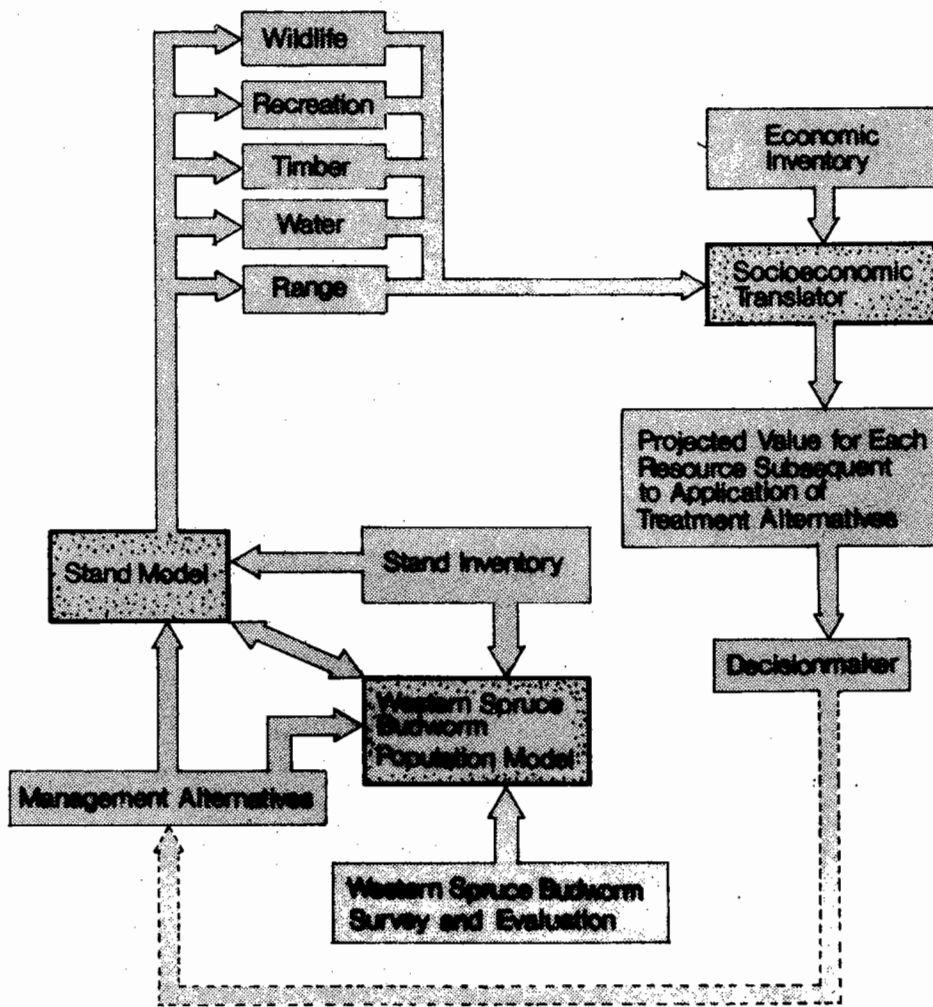 Wildlife
Recreation
Timber
Water
Range
Economic
Inventory
Socioeconomic
Translator
Projected Value for Each
Resource Subsequent
to Application of
Treatment Alternatives
Stand Model
Stand Inventory
Decisionmaker
Western Spruce
Budworm
Population Model
Management Alternatives
Western Spruce Budworm
Survey and Evaluation